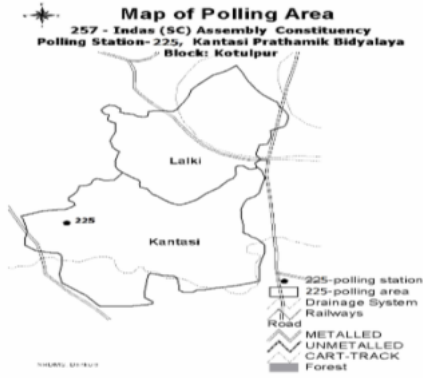 Map of Polling Area
257 - Indas (SC) Assembly Constituency
Polling Station-225, Kantasi Prathamik Bidyalaya
Block: Kotulpur
Lalki
225
Kantasi
225-polling station
225-polling area
Drainage System
Railways
Road
METALLED
UNMETALLED
CART-TRACK
Forest